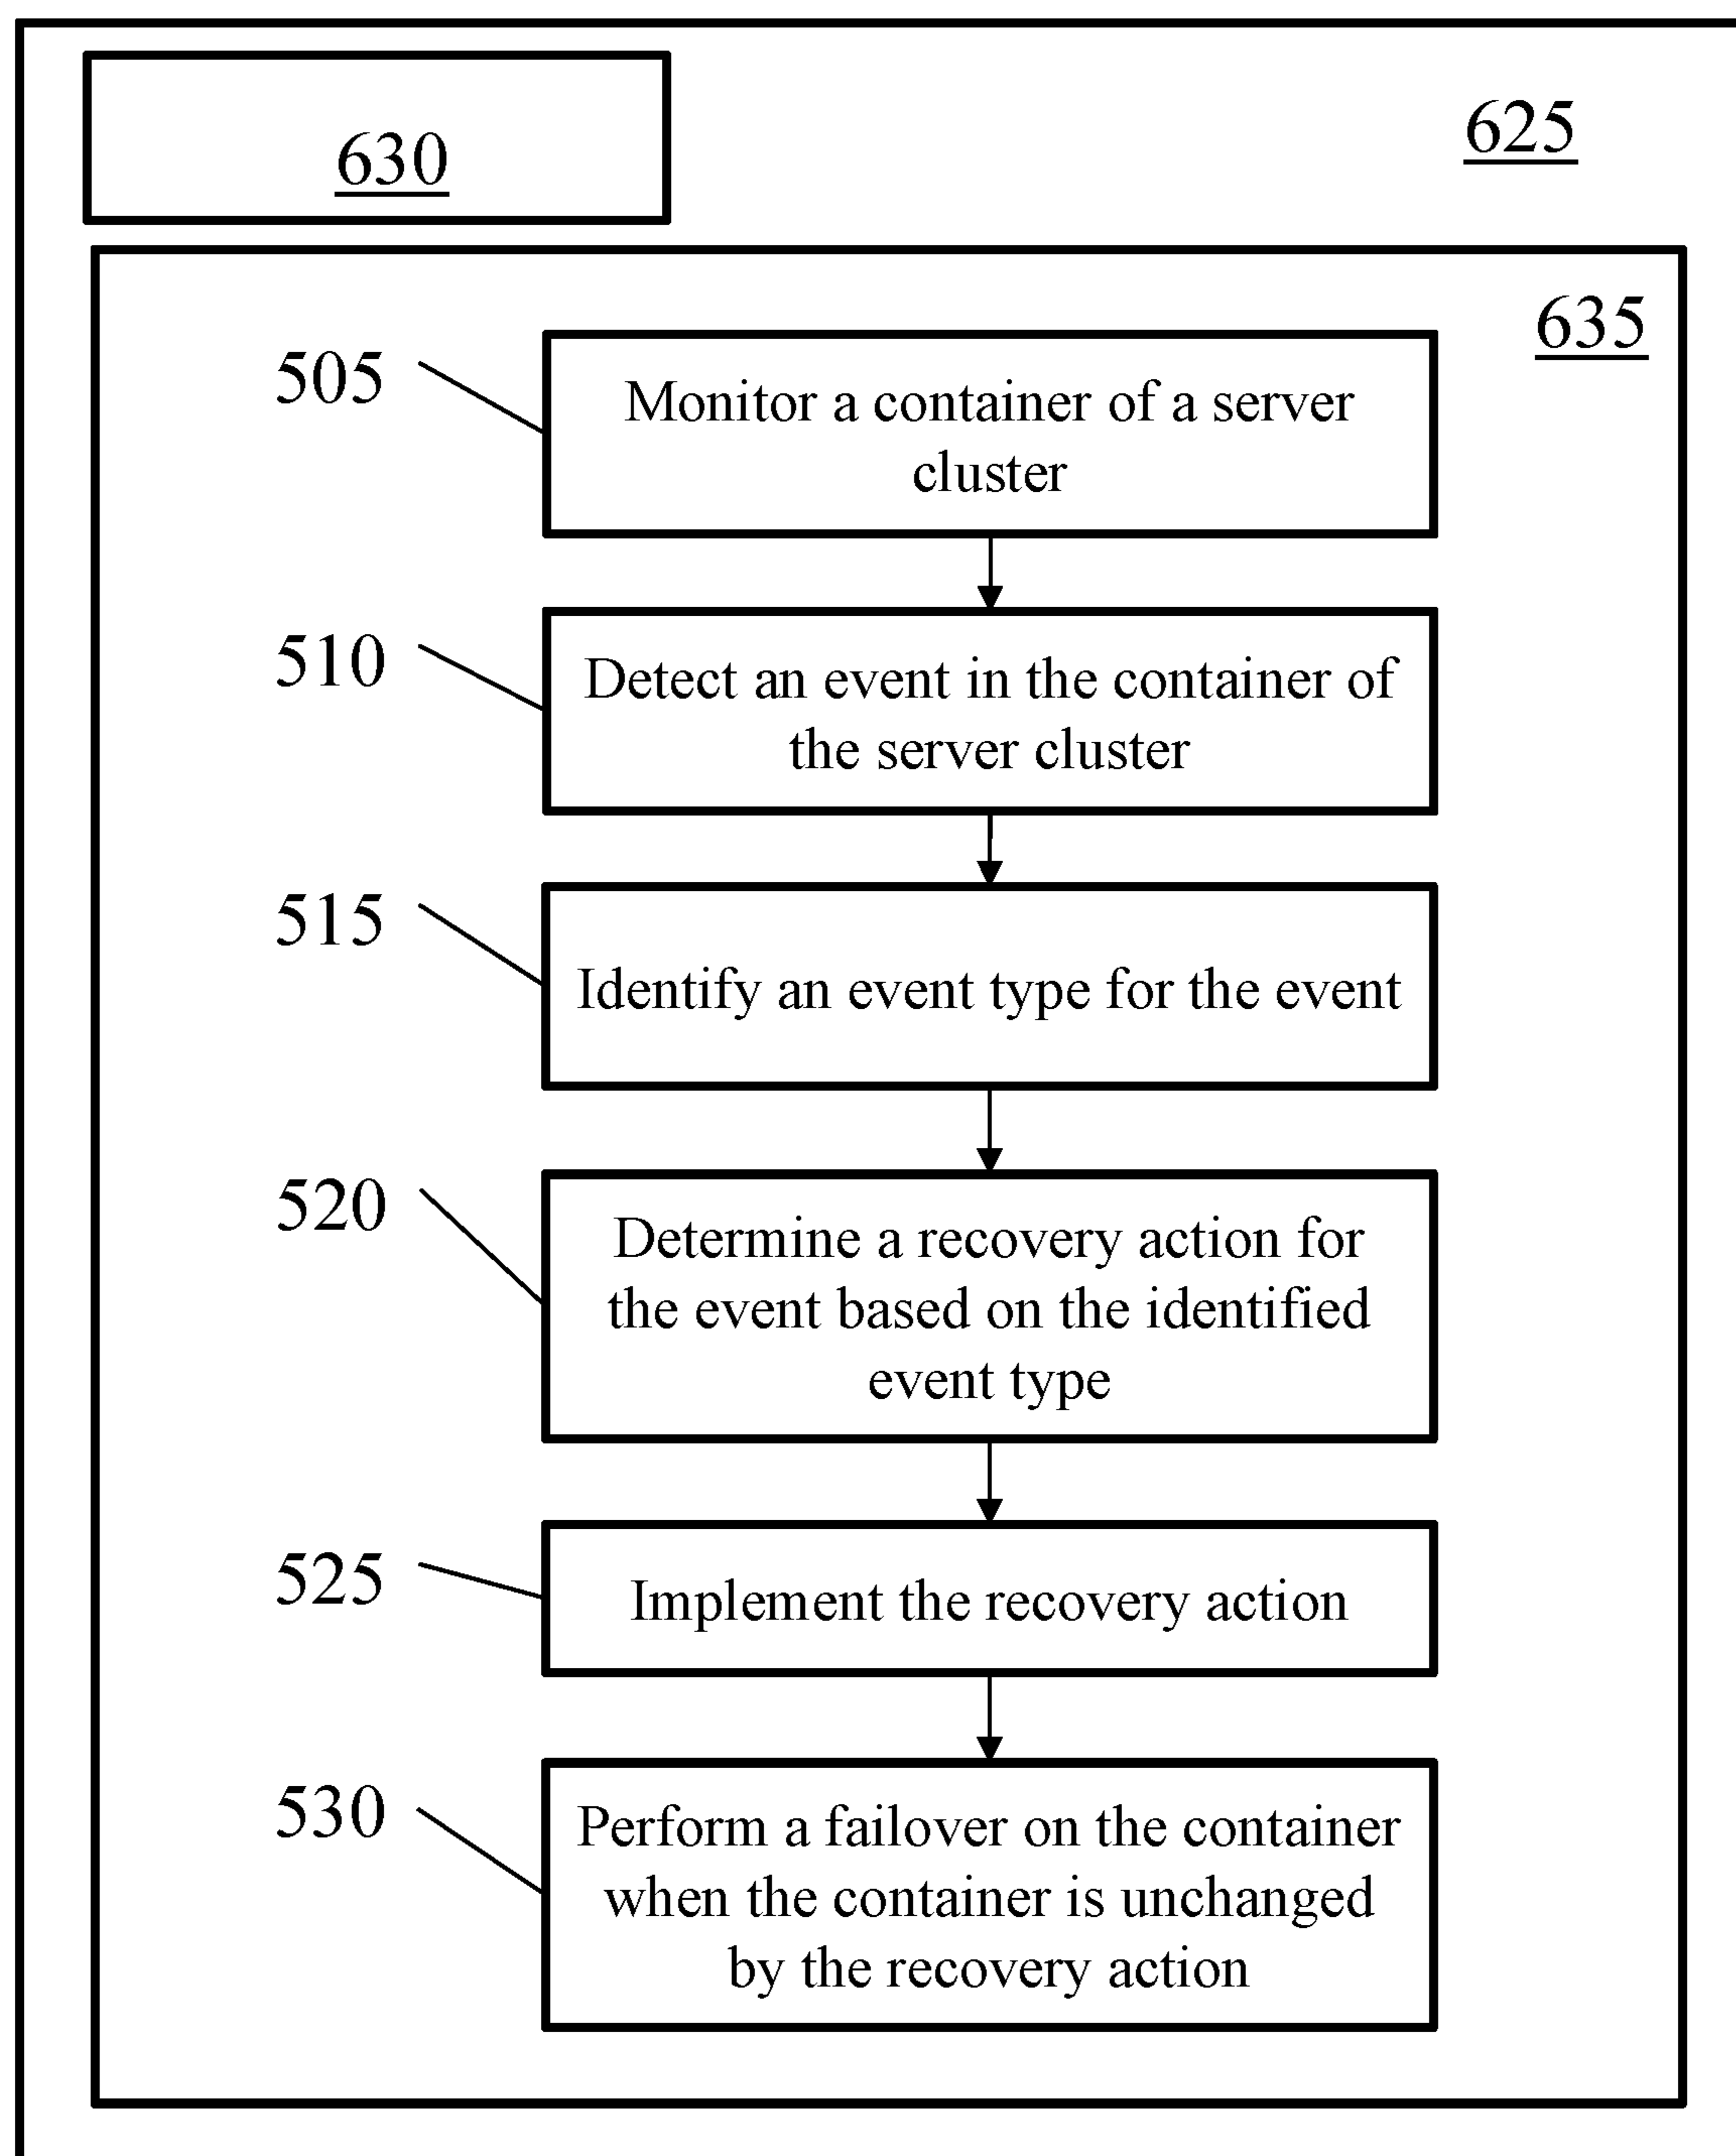 630
625
635
505
Monitor a container of a server
cluster
510
Detect an event in the container of
the server cluster
515
Identify an event type for the event
520
Determine a recovery action for
the event based on the identified
event type
525
Implement the recovery action
530
Perform a failover on the container
when the container is unchanged
by the recovery action